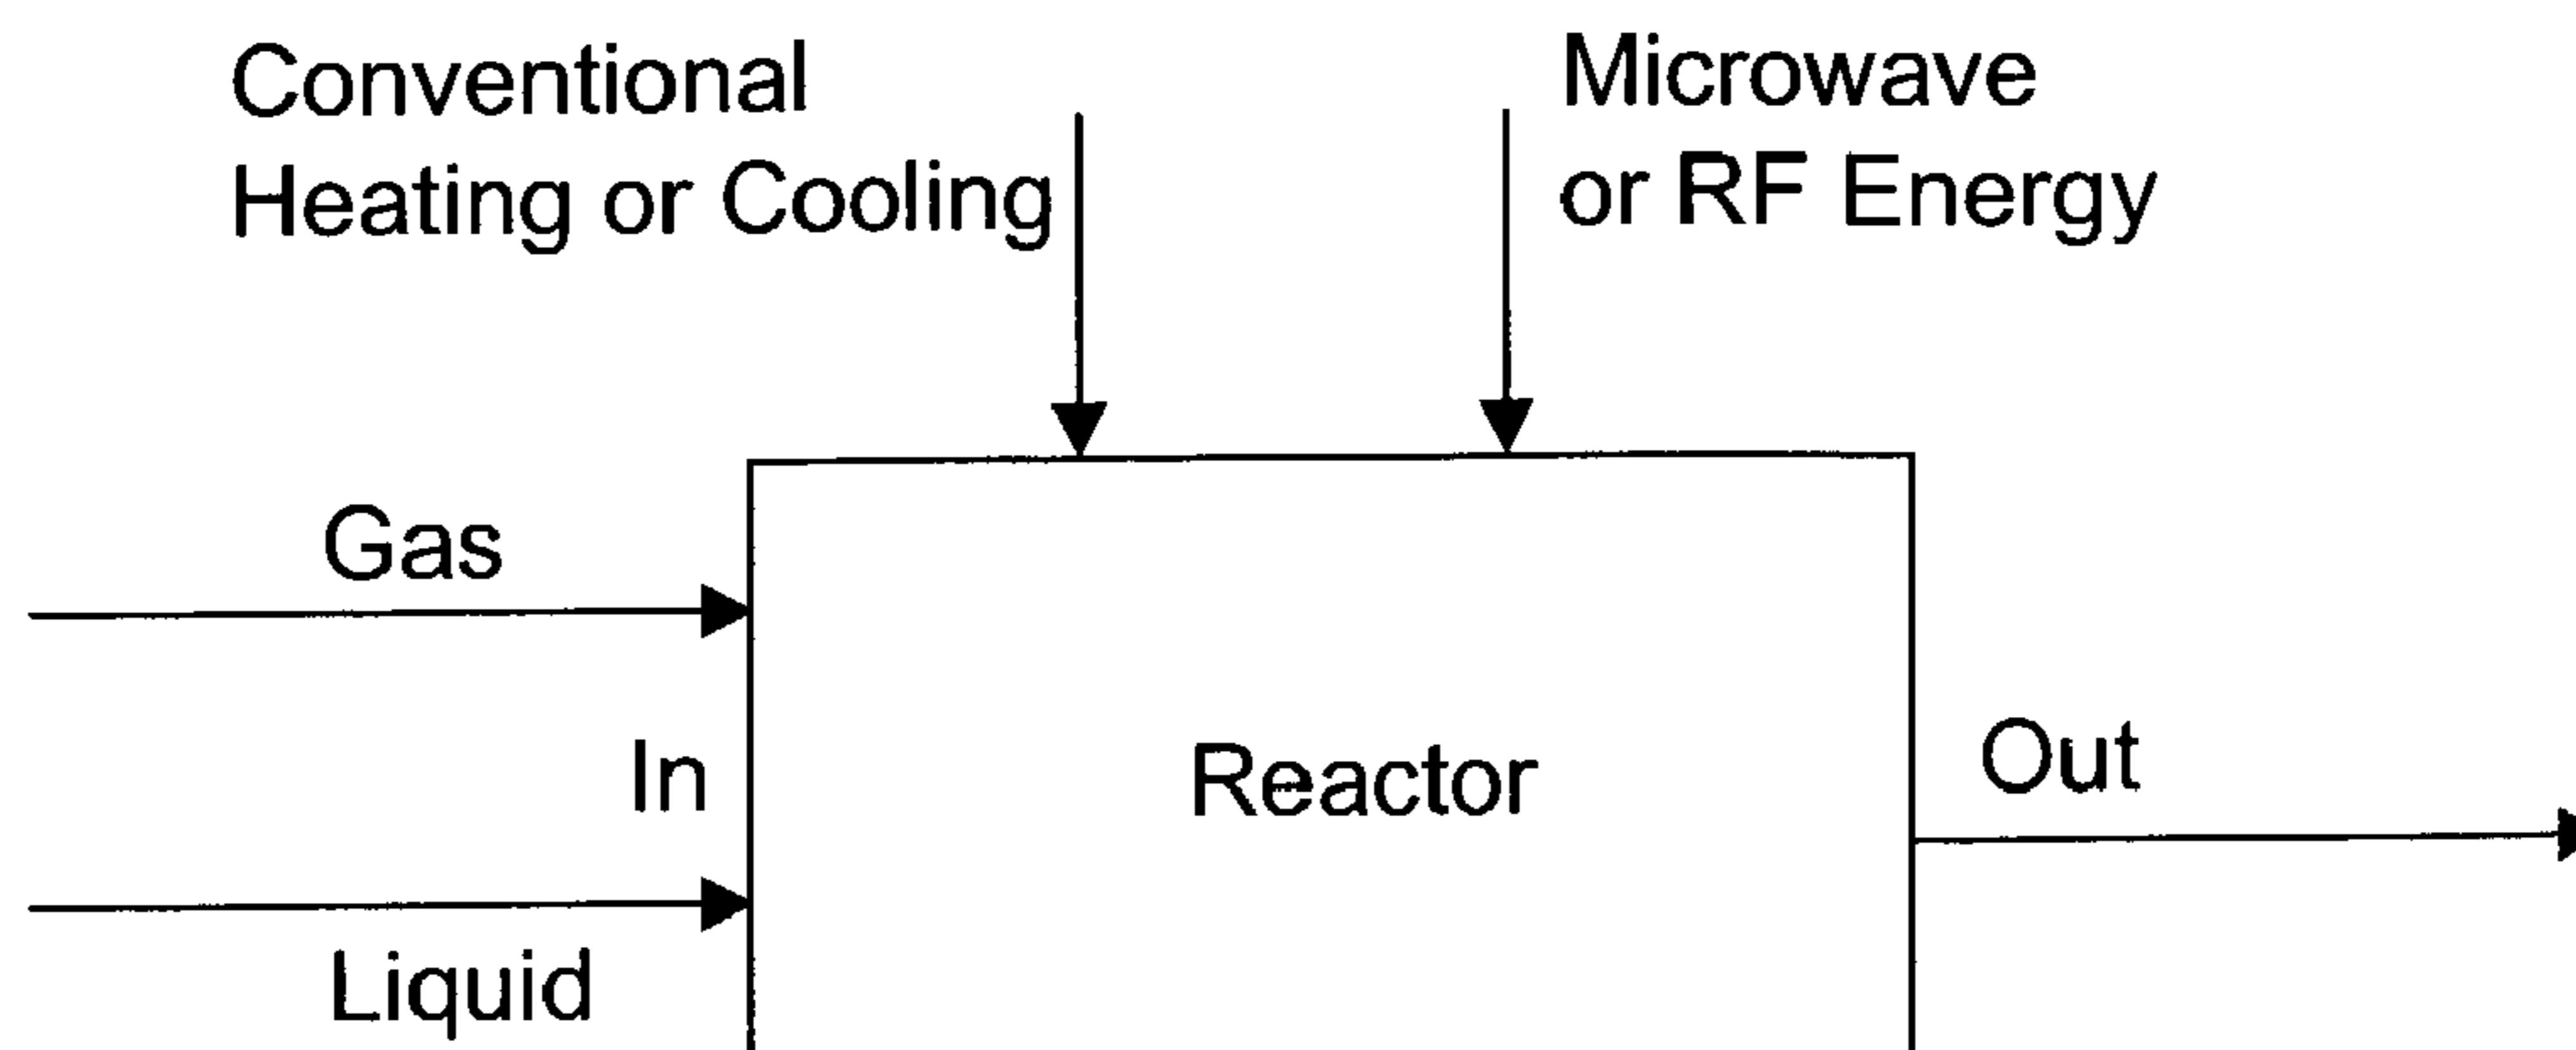 Conventional
Heating or Cooling
Microwave
or RF Energy
Gas
In
Reactor
Out
Liquid